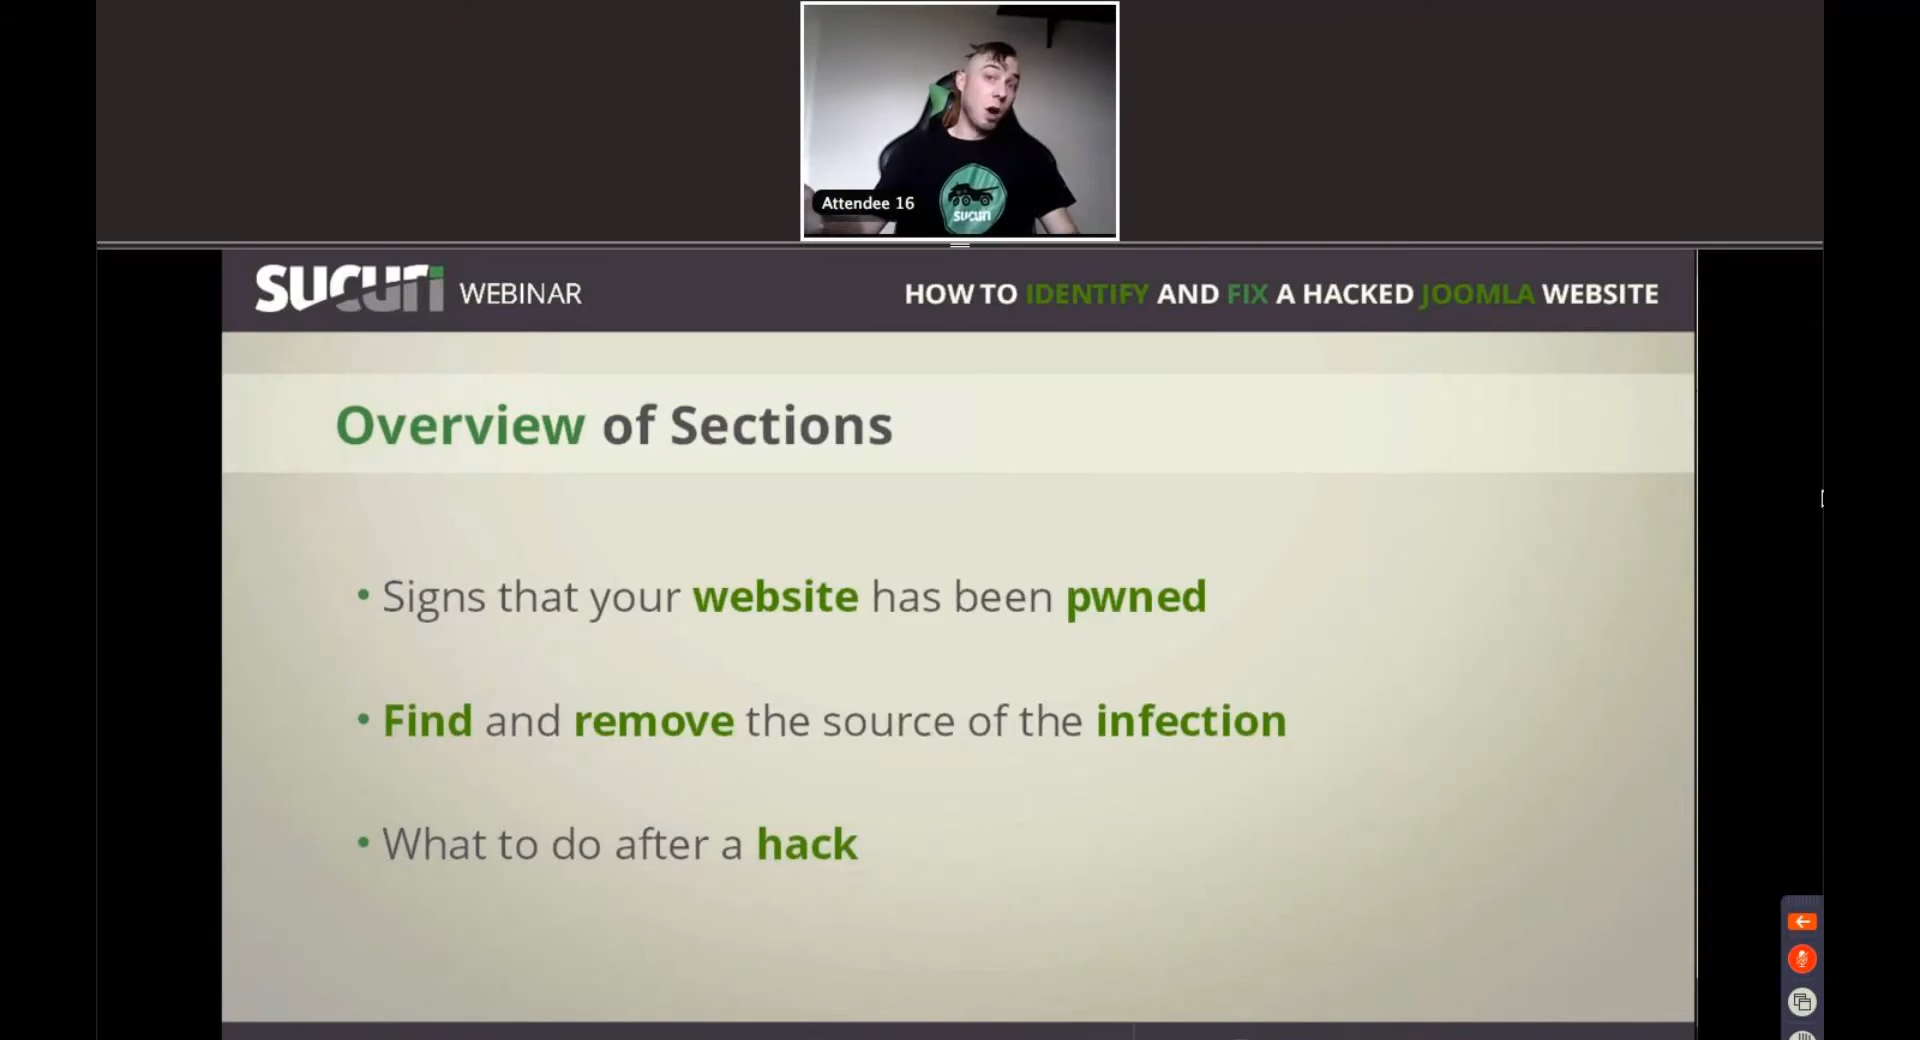 Attendee 16
sucuri
sucuri WEBINAR
HOW TO IDENTIFY AND FIX A HACKED JOOMLA WEBSITE
Overview of Sections
• Signs that your website has been pwned
• Find and remove the source of the infection
• What to do after a hack